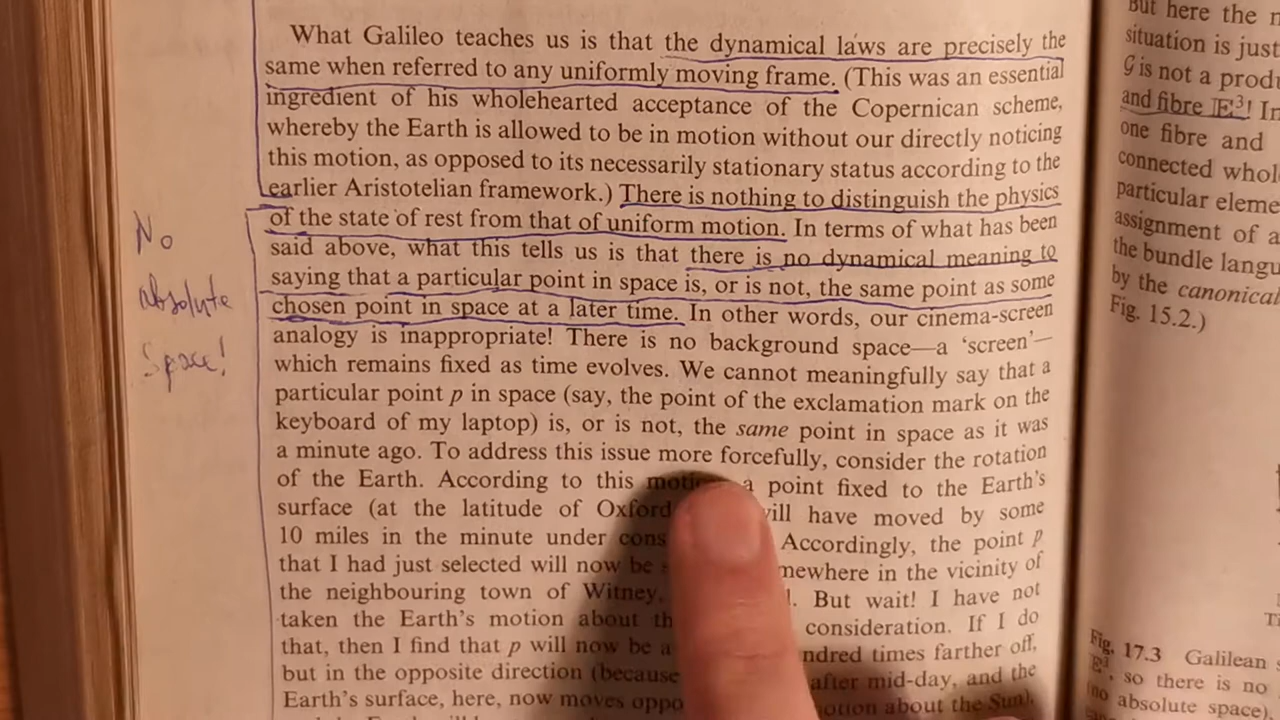 What Galileo teaches us is that the dynamical laws are precisely the
same when referred to any uniformly moving frame. (This was an essential
ingredient of his wholehearted acceptance of the Copernican scheme,
whereby the Earth is allowed to be in motion without our directly noticing
this motion, as opposed to its necessarily stationary status according to the
earlier Aristotelian framework.) There is nothing to distinguish the physics
of the state of rest from that of uniform motion. In terms of what has been
said above, what this tells us is that there is no dynamical meaning to
saying that a particular point in space is, or is not, the same point as some
chosen point in space at a later time. In other words, our cinema-screen
analogy is inappropriate! There is no background space—a 'screen'—
which remains fixed as time evolves. We cannot meaningfully say that a
particular point p in space (say, the point of the exclamation mark on the
keyboard of my laptop) is, or is not, the same point in space as it was
a minute ago. To address this issue more forcefully, consider the rotation
of the Earth. According to this motion a point fixed to the Earth's
surface (at the latitude of Oxford will have moved by some
10 miles in the minute under Accordingly, the point p
that I had just selected will now be somewhere in the vicinity of
the neighbouring town of Witney, But wait! I have not
taken the Earth's motion about consideration. If I do
that, then I find that p will now be hundred times farther off,
but in the opposite direction (because after mid-day, and the
Earth's surface, here, now moves motion about the Sun),
No
absolute
Space!
But here the
situation is just
G is not a
and fibre E³! In
one fibre and
connected
particular
assignment of a
the bundle
by the canonical
Fig. 15.2.)
Fig. 17.3 Galilean
E³, so there is no
(no absolute space).